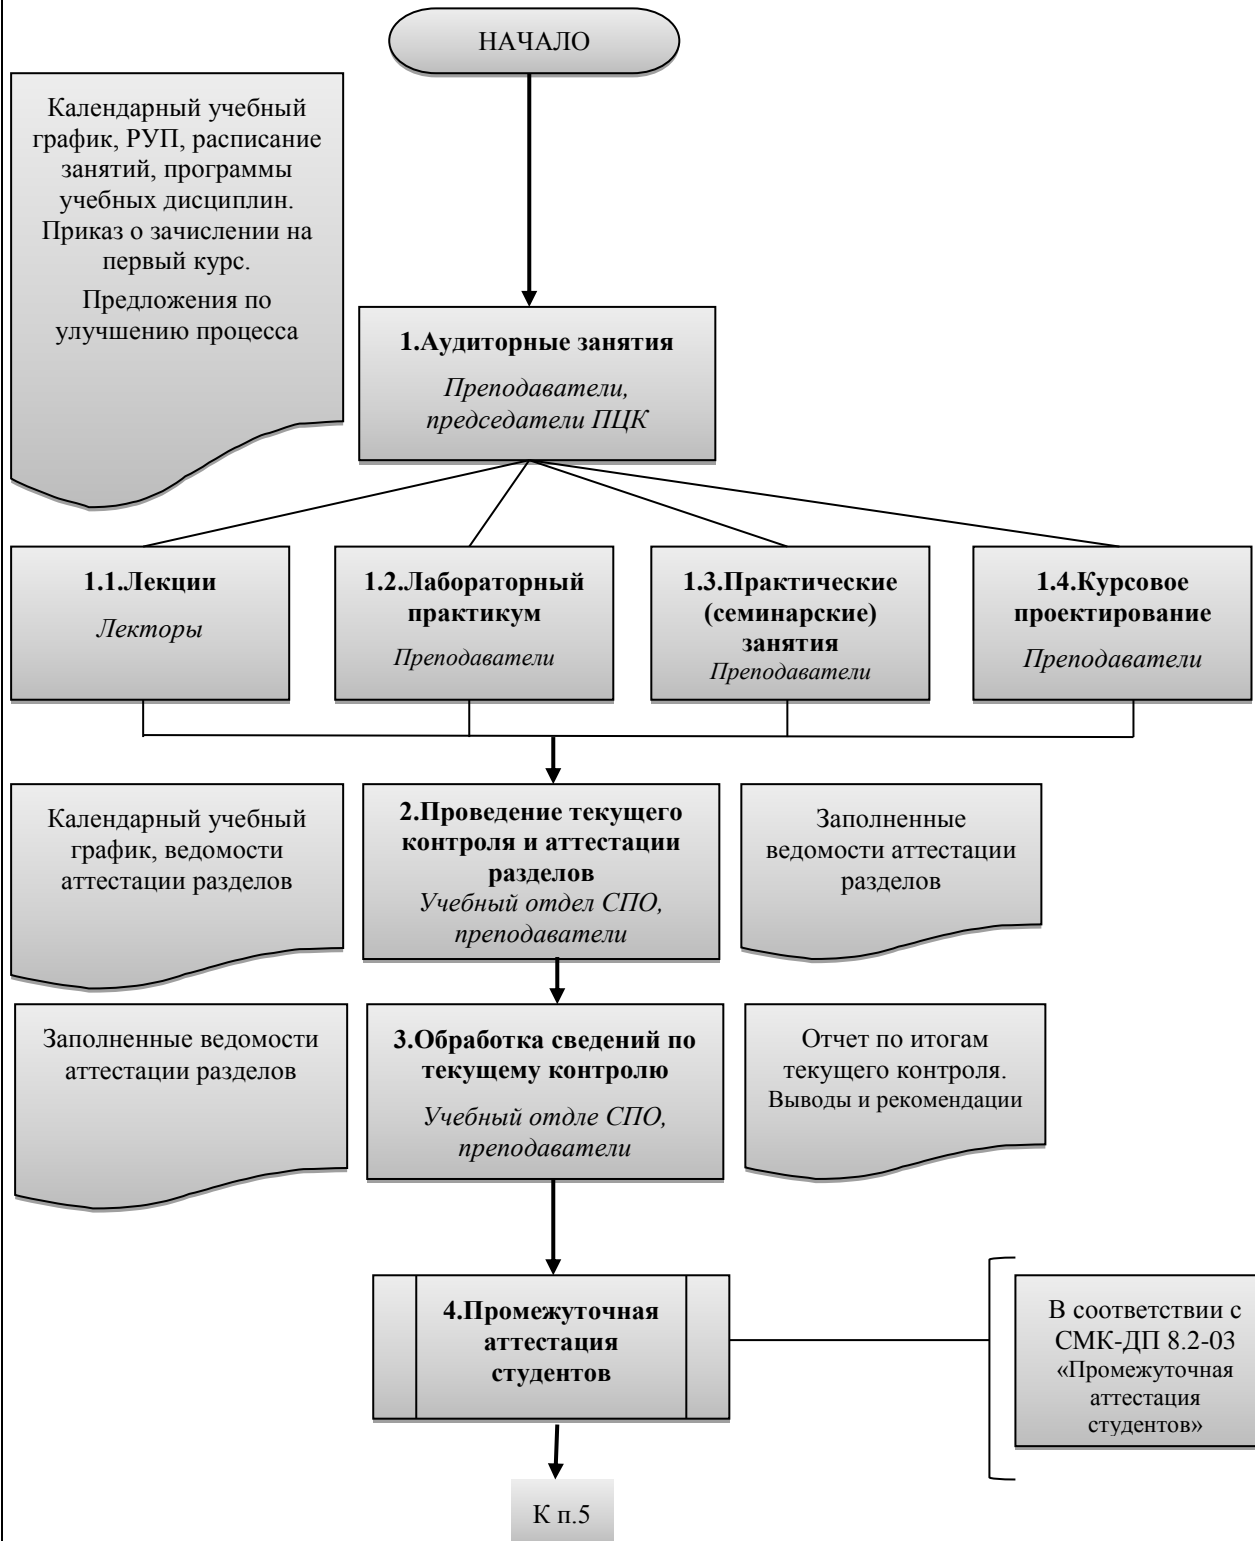 НАЧАЛО
Календарный учебный
график, РУП, расписание
занятий, программы
учебных дисциплин.
Приказ о зачислении на
первый курс.
Предложения по
улучшению процесса
1.Аудиторные занятия
Преподаватели,
председатели ПЦК
1.1.Лекции
Лекторы
1.2.Лабораторный
практикум
Преподаватели
1.3.Практические
(семинарские)
занятия
Преподаватели
1.4.Курсовое
проектирование
Преподаватели
Календарный учебный
график, ведомости
аттестации разделов
2.Проведение текущего
контроля и аттестации
разделов
Учебный отдел СПО,
преподаватели
Заполненные
ведомости аттестации
разделов
Заполненные ведомости
аттестации разделов
3.Обработка сведений по
текущему контролю
Учебный отдле СПО,
преподаватели
Отчет по итогам
текущего контроля.
Выводы и рекомендации
4.Промежуточная
аттестация
студентов
В соответствии с
СМК-ДП 8.2-03
«Промежуточная
аттестация
студентов»
К п.5